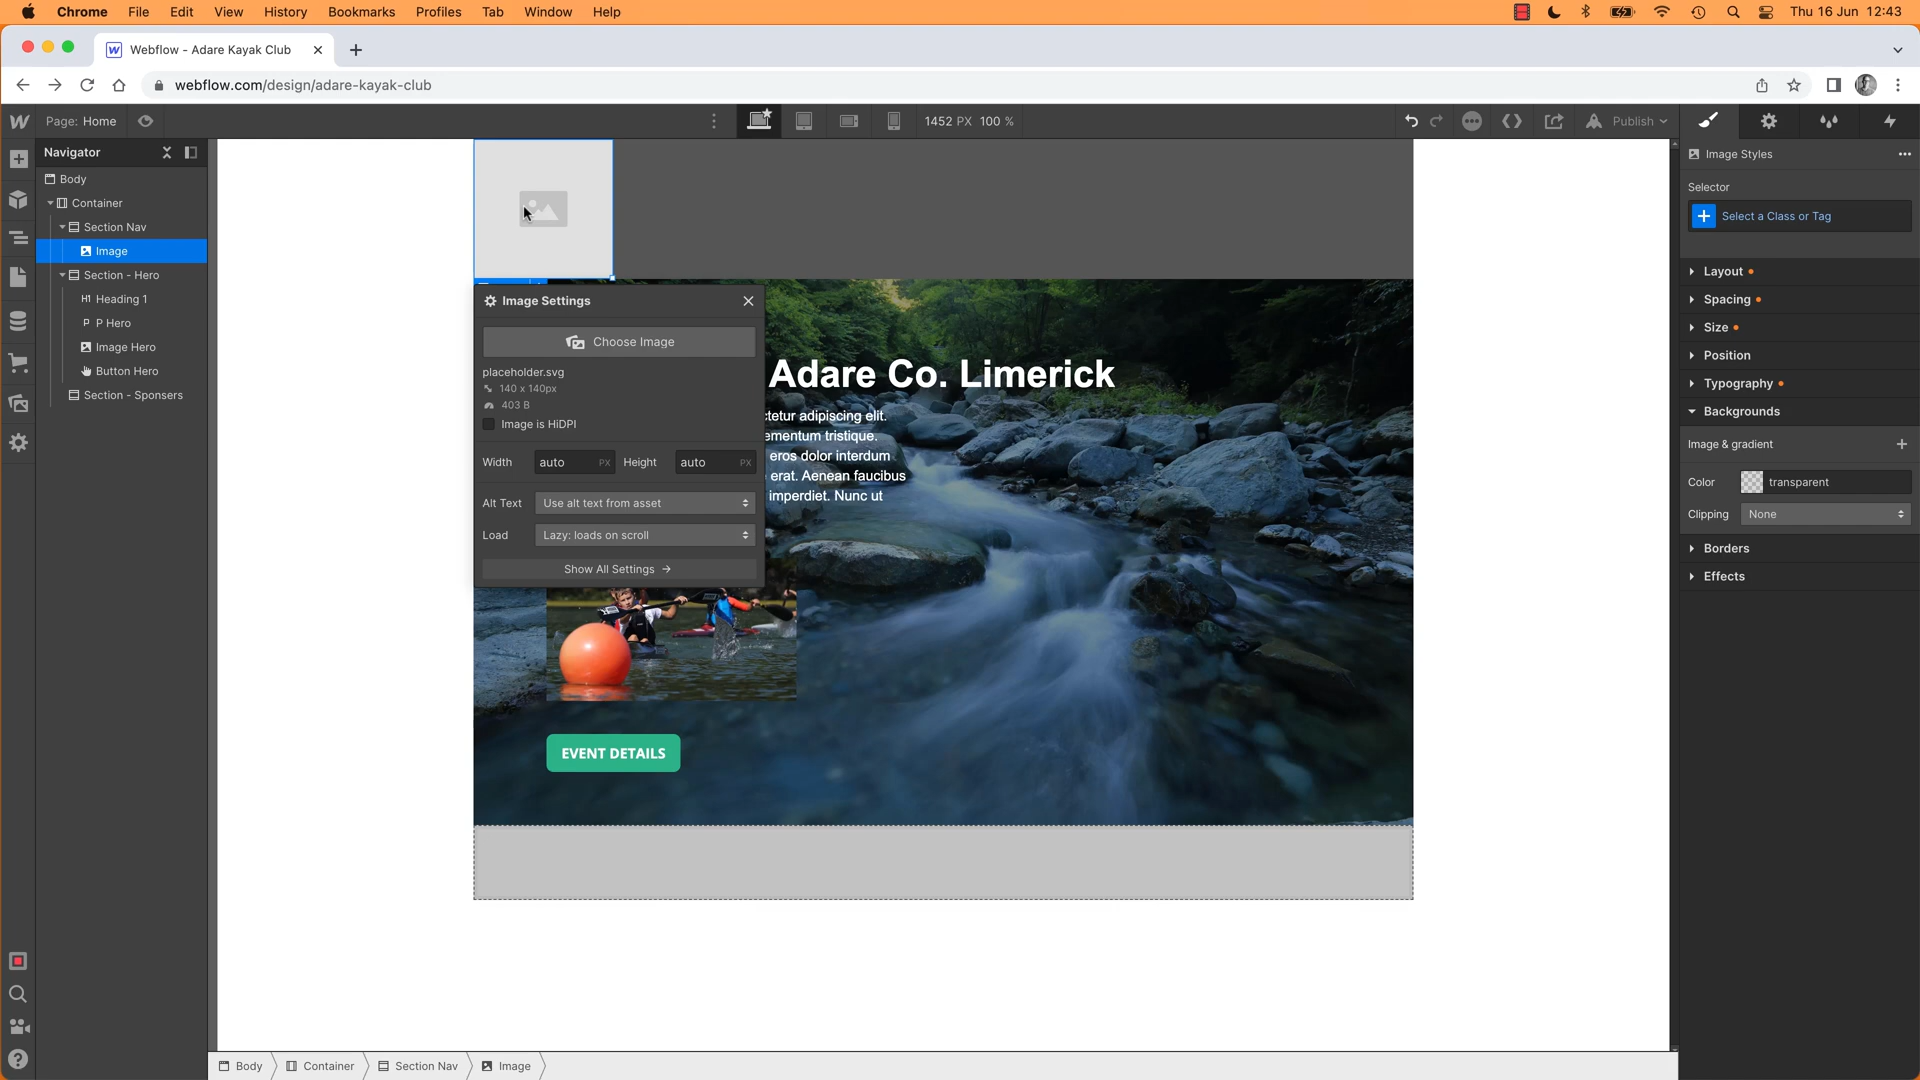 Chrome File Edit View History Bookmarks Profiles Tab Window Help Thu 16 Jun 12:43
Webflow - Adare Kayak Club
webflow.com/design/adare-kayak-club
Page: Home 1452 PX 100 % Publish
Navigator
Body
Container
Section Nav
Image
Section - Hero
H1 Heading 1
P P Hero
Image Hero
Button Hero
Section - Sponsers
Image Settings
Choose Image
placeholder.svg
140 x 140px
403 B
Image is HiDPI
Width auto PX Height auto PX
Alt Text Use alt text from asset
Load Lazy: loads on scroll
Show All Settings
Adare Co. Limerick
adipiscing elit.
tristique.
eros dolor interdum
erat. Aenean faucibus
imperdiet. Nunc ut
EVENT DETAILS
Image Styles
Selector
Select a Class or Tag
Layout
Spacing
Size
Position
Typography
Backgrounds
Image & gradient
Color transparent
Clipping None
Borders
Effects
Body Container Section Nav Image